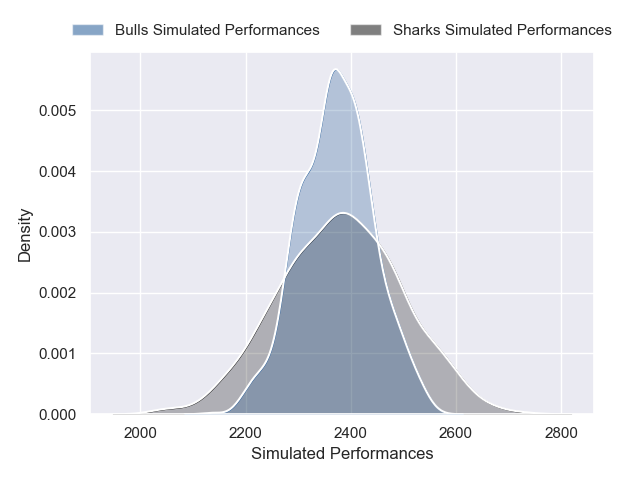 Bulls Simulated Performances
Sharks Simulated Performances
0.005
0.004
0.003
0.002
0.001
0.000
Density
2000
2200
2400
2600
2800
Simulated Performances